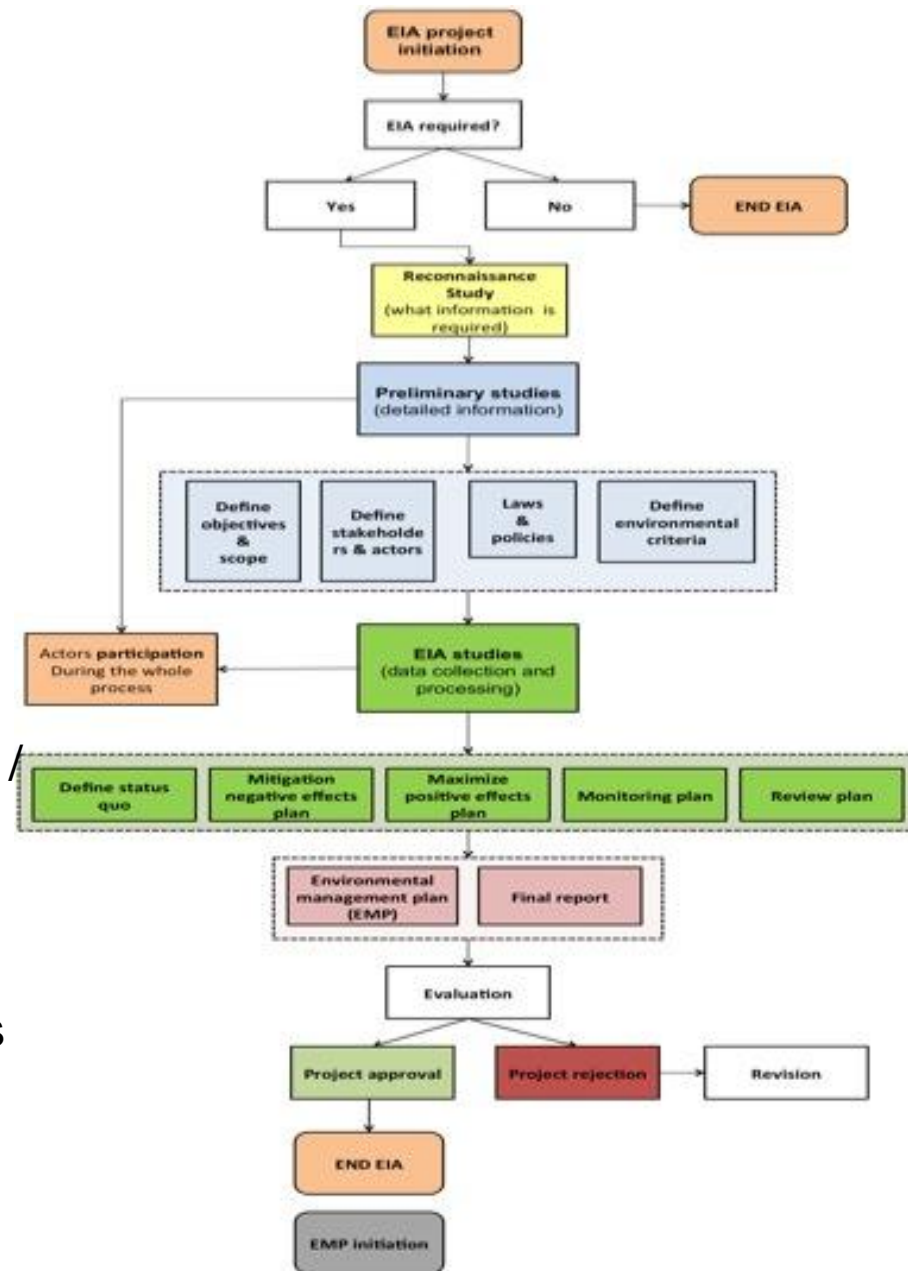 EIA project
initiation
EIA required?
Yes
No
END EIA
Reconnaissance
Study
(what information is
required)
Preliminary studies
(detailed information)
Define
objectives
&
scope
Define
stakeholde
rs & actors
Laws
&
policies
Define
environmental
criteria
Actors participation
During the whole
process
EIA studies
(data collection and
processing)
/
Define status
quo
Mitigation
negative effects
plan
Maximize
positive effects
plan
Monitoring plan
Review plan
Environmental
management plan
(EMP)
Final report
Evaluation
s
Project approval
Project rejection
Revision
END EIA
EMP initiation